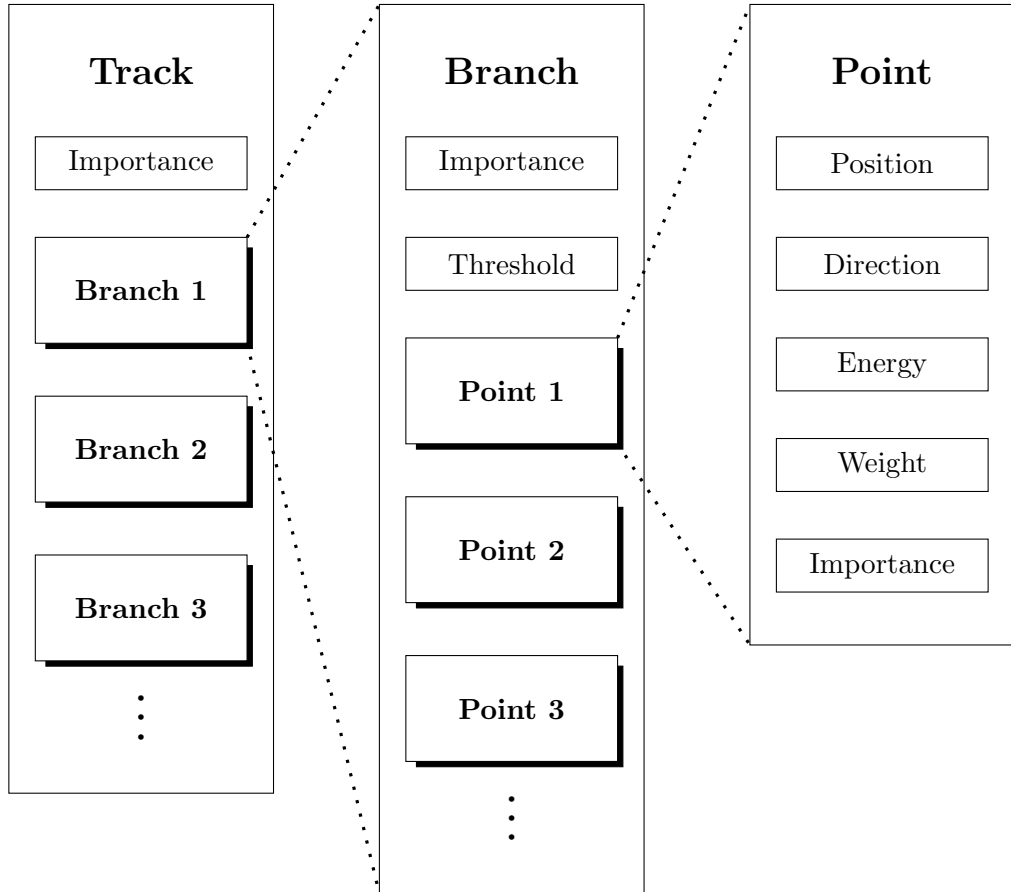 Track
Importance
Branch 1
Branch 2
Branch 3
Branch
Importance
Threshold
Point 1
Point 2
Point 3
Point
Position
Direction
Energy
Weight
Importance